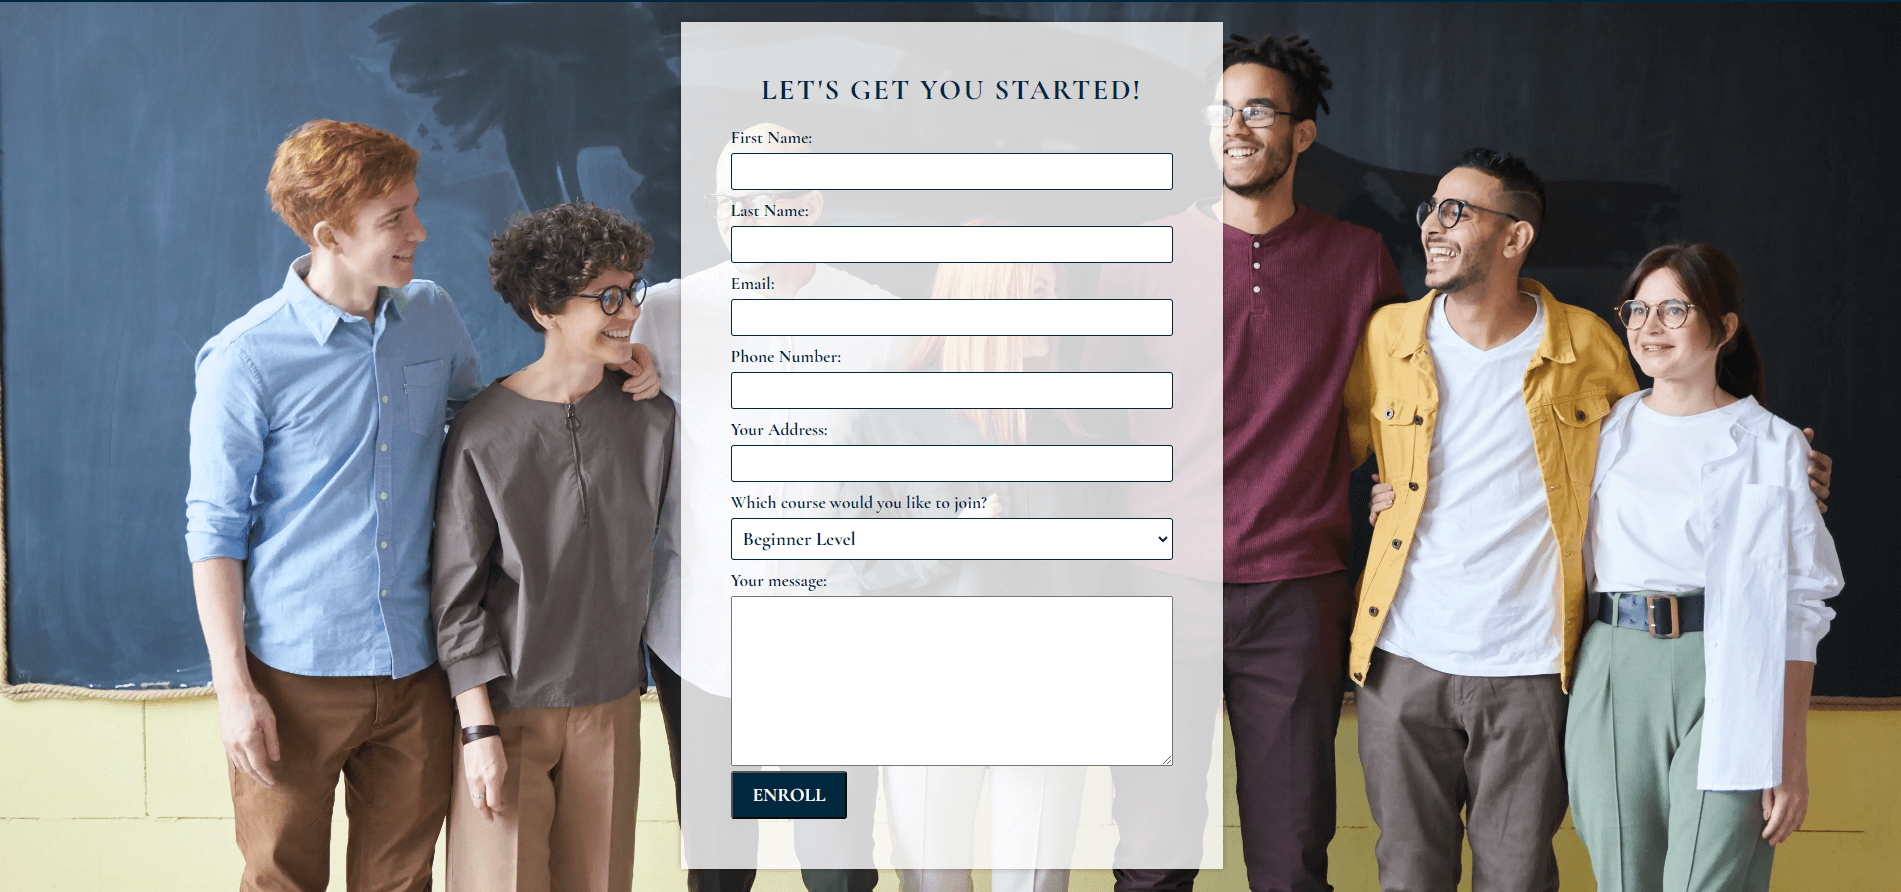 LET'S GET YOU STARTED!
First Name:
Last Name:
Email:
Phone Number:
Your Address:
Which course would you like to join?
Beginner Level
Your message:
ENROLL